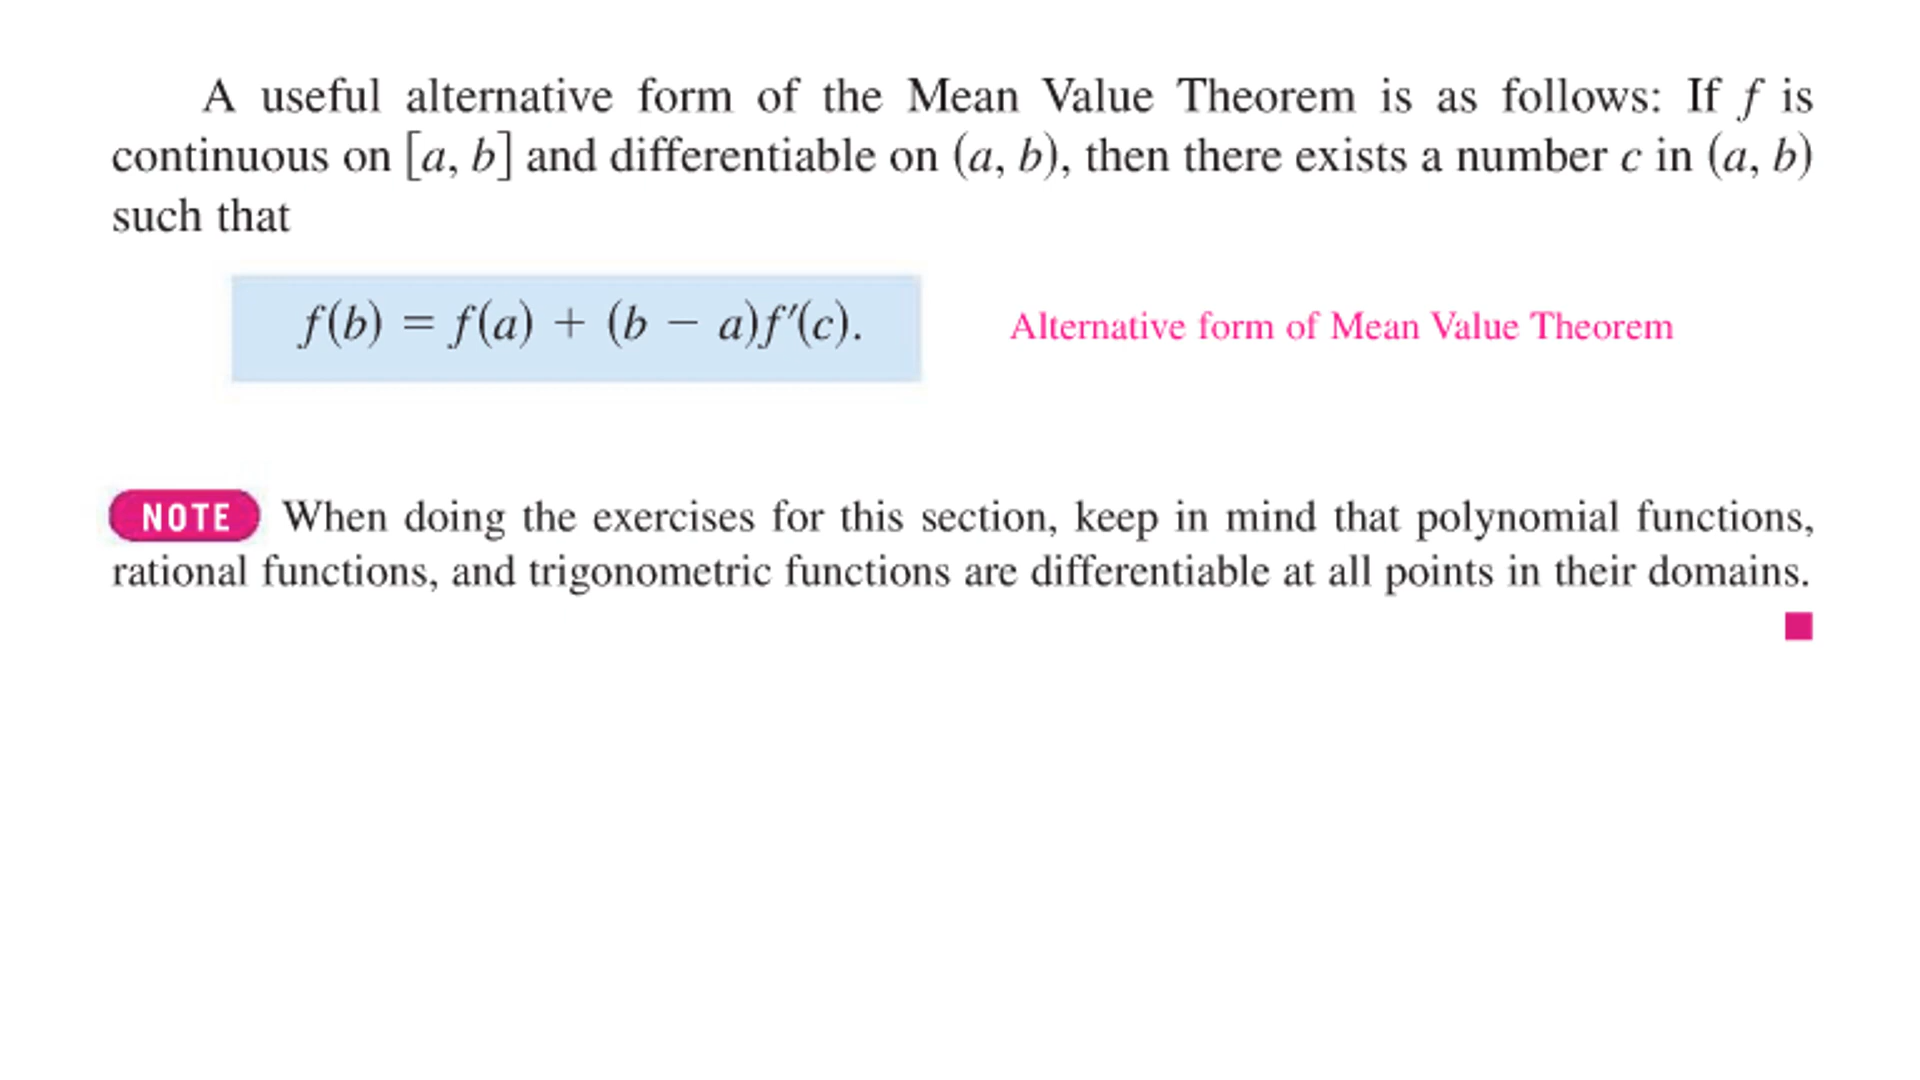 A useful alternative form of the Mean Value Theorem is as follows: If f is
continuous on [a, b] and differentiable on (a, b), then there exists a number c in (a, b)
such that
f(b) = f(a) + (b − a)f′(c).
Alternative form of Mean Value Theorem
NOTE When doing the exercises for this section, keep in mind that polynomial functions,
rational functions, and trigonometric functions are differentiable at all points in their domains.